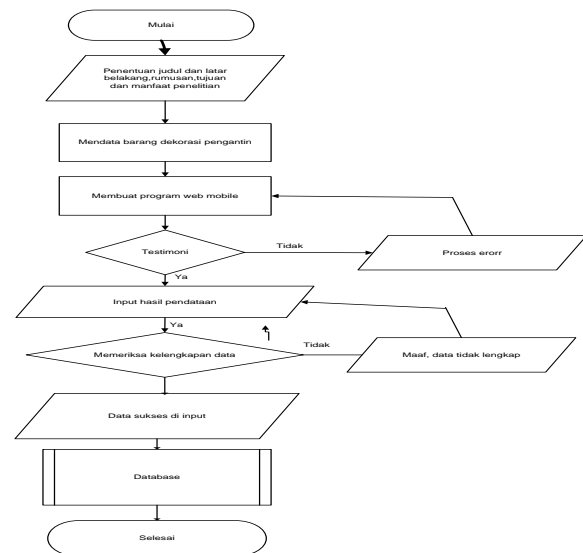 Mulai
Penentuan judul dan latar
belakang,rumusan,tujuan
dan manfaat penelitian
Mendata barang dekorasi pengantin
Membuat program web mobile
Testimoni
Tidak
Proses erorr
Ya
Input hasil pendataan
Ya
Memeriksa kelengkapan data
Tidak
Maaf, data tidak lengkap
Data sukses di input
Database
Selesai